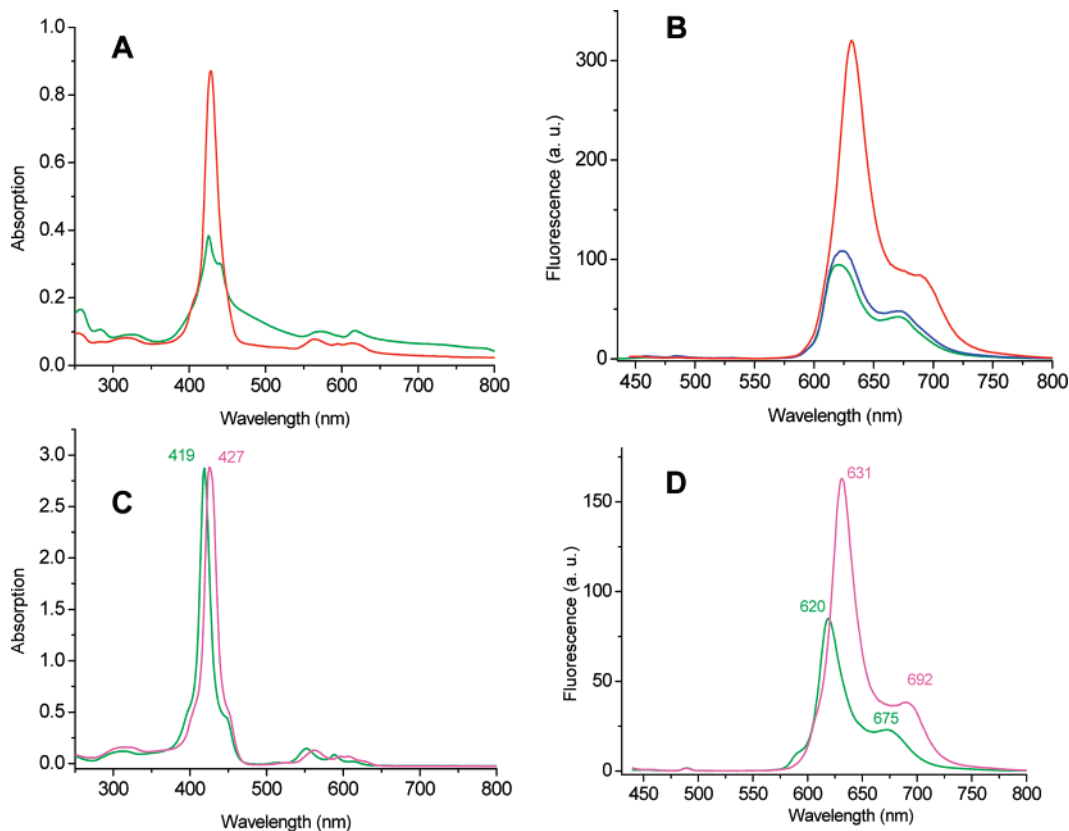 A
1.0
0.8
0.6
0.4
0.2
0.0
Absorption
300 400 500 600 700 800
Wavelength (nm)
B
300
200
100
0
Fluorescence (a. u.)
450 500 550 600 650 700 750 800
Wavelength (nm)
C
419 427
3.0
2.5
2.0
1.5
1.0
0.5
0.0
Absorption
300 400 500 600 700 800
Wavelength (nm)
D
631
620
692
675
150
100
50
0
Fluorescence (a. u.)
450 500 550 600 650 700 750 800
Wavelength (nm)